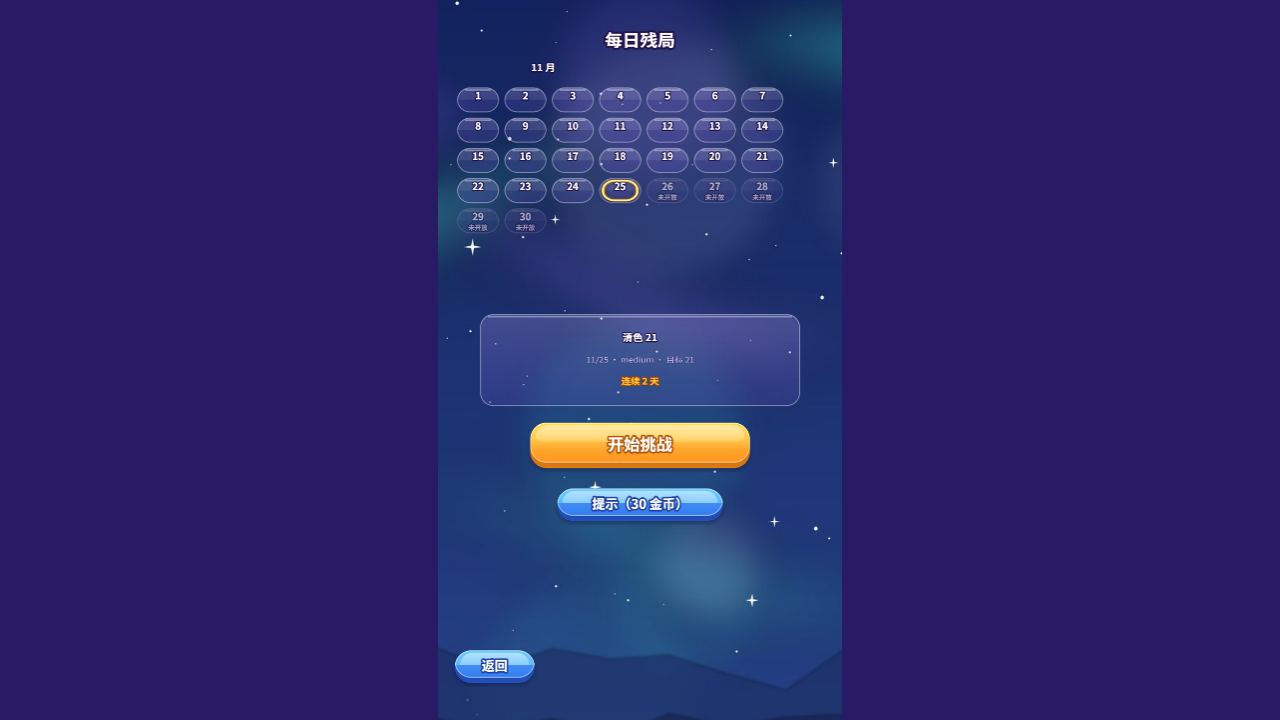 每日残局
11 月
1 2 3 4 5 6 7
8 9 10 11 12 13 14
15 16 17 18 19 20 21
22 23 24 25 26 27 28
未开放 未开放 未开放
29 30
未开放 未开放
清色 21
11/25 · medium · 目标 21
连续 2 天
开始挑战
提示（30 金币）
返回